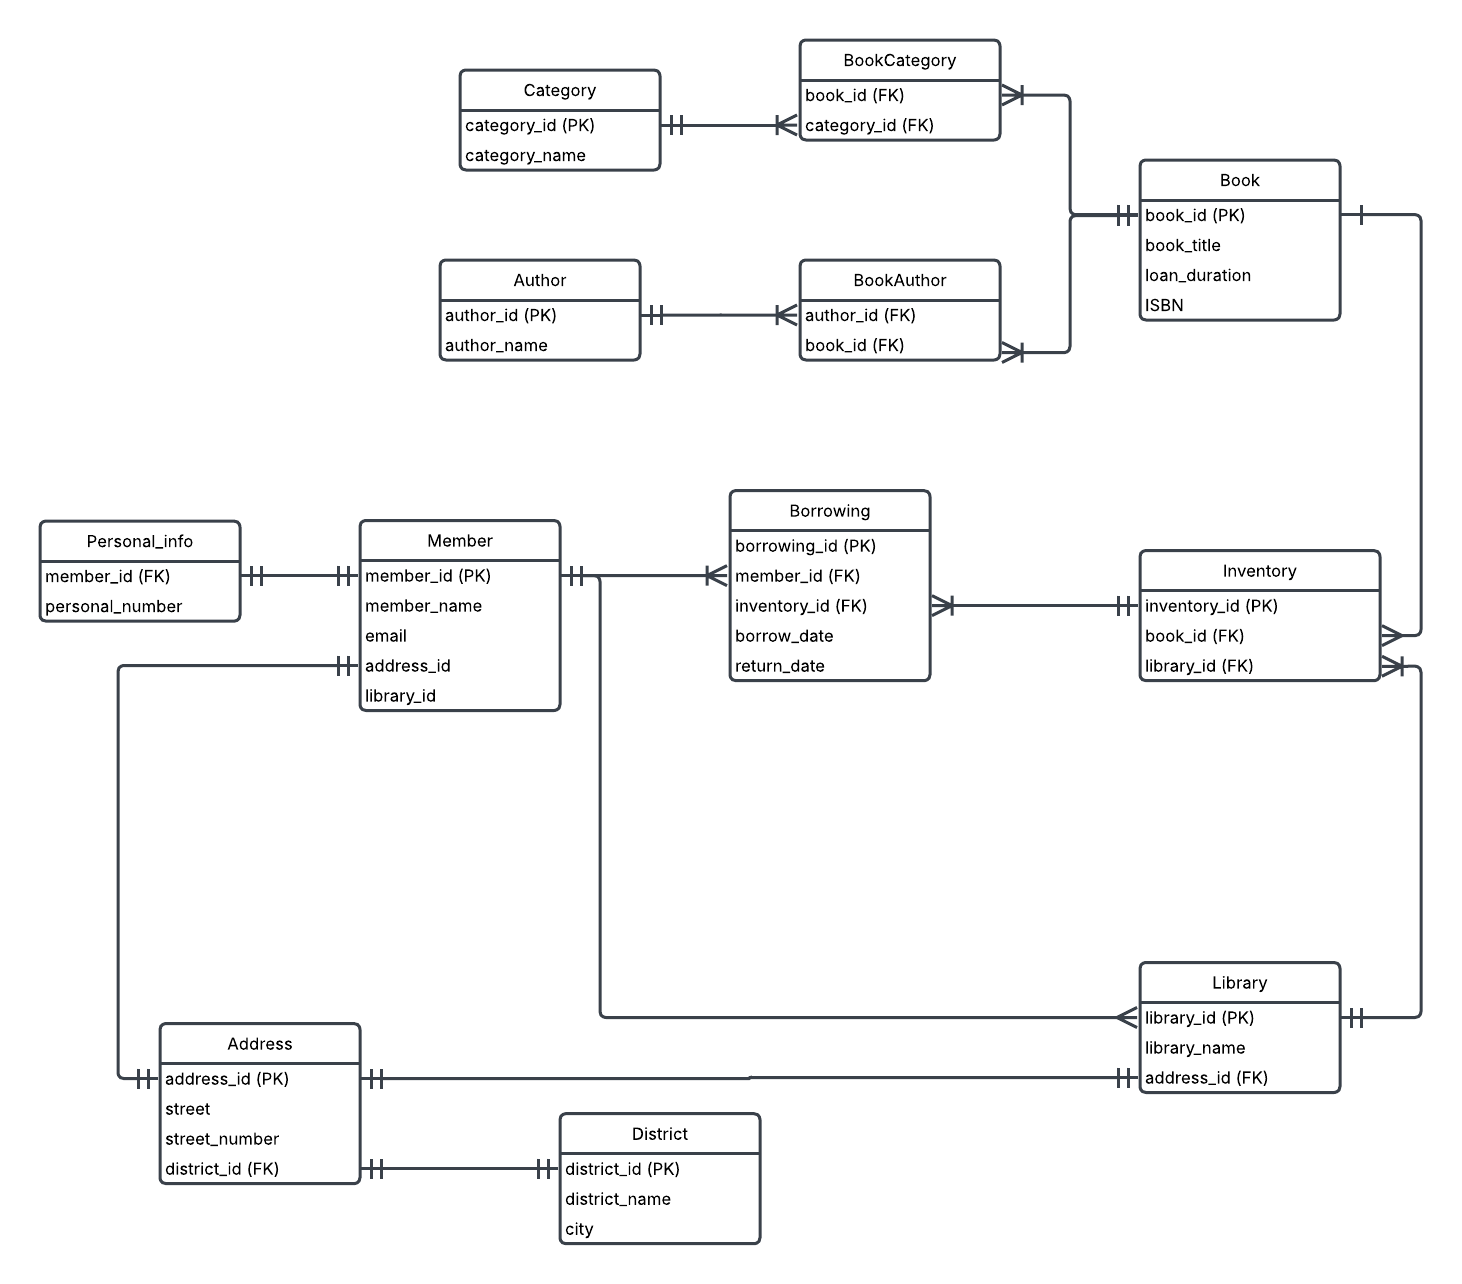 BookCategory
book_id (FK)
category_id (FK)
Category
category_id (PK)
category_name
Book
book_id (PK)
book_title
loan_duration
ISBN
Author
author_id (PK)
author_name
BookAuthor
author_id (FK)
book_id (FK)
Personal_info
member_id (FK)
personal_number
Member
member_id (PK)
member_name
email
address_id
library_id
Borrowing
borrowing_id (PK)
member_id (FK)
inventory_id (FK)
borrow_date
return_date
Inventory
inventory_id (PK)
book_id (FK)
library_id (FK)
Library
library_id (PK)
library_name
address_id (FK)
Address
address_id (PK)
street
street_number
district_id (FK)
District
district_id (PK)
district_name
city